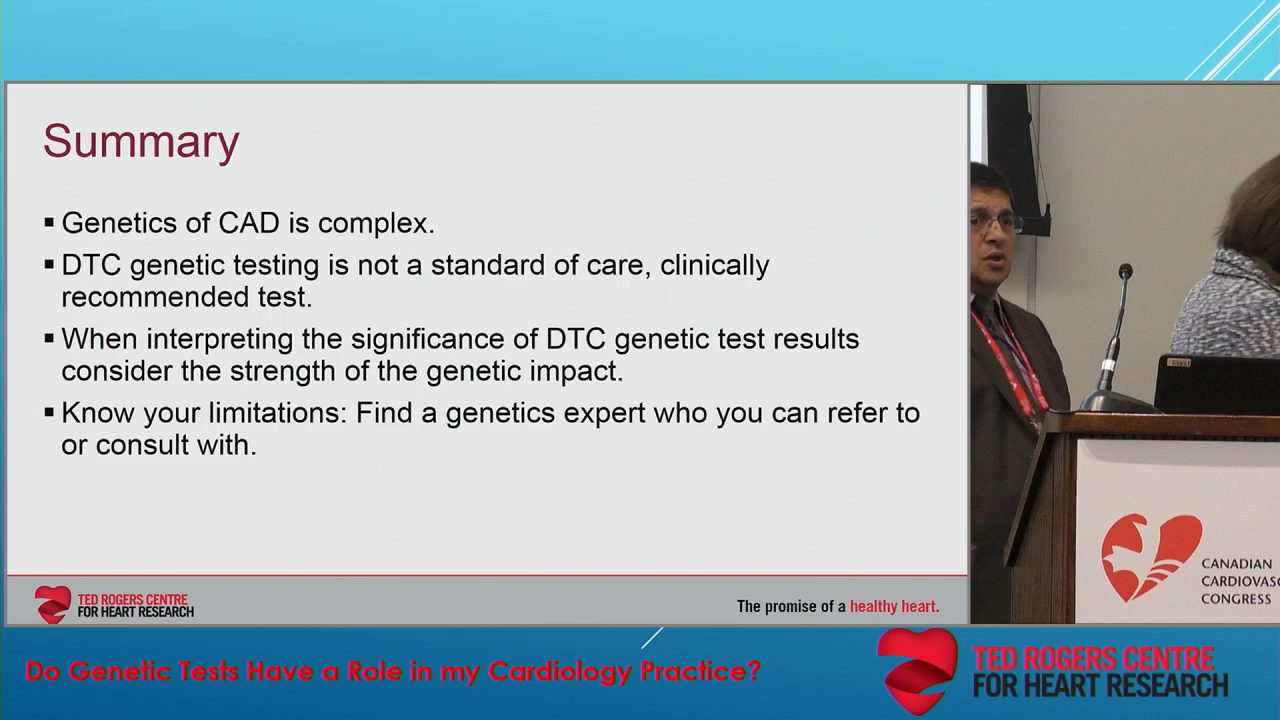 Summary
▪ Genetics of CAD is complex.
▪ DTC genetic testing is not a standard of care, clinically
recommended test.
▪ When interpreting the significance of DTC genetic test results
consider the strength of the genetic impact.
▪ Know your limitations: Find a genetics expert who you can refer to
or consult with.
TED ROGERS CENTRE
FOR HEART RESEARCH
The promise of a healthy heart.
CANADIAN
CARDIOVASC
CONGRESS
Do Genetic Tests Have a Role in my Cardiology Practice?
TED ROGERS CENTRE
FOR HEART RESEARCH